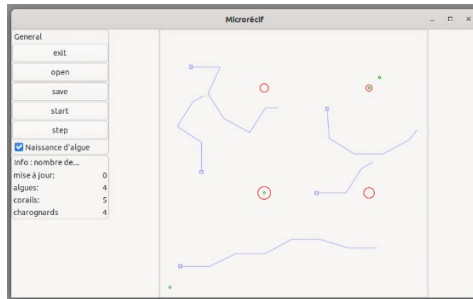 Microrécif
General
exit
open
save
start
step
Naissance d'algue
Info : nombre de...
mise à jour: 0
algues: 4
corails: 5
charognards 4